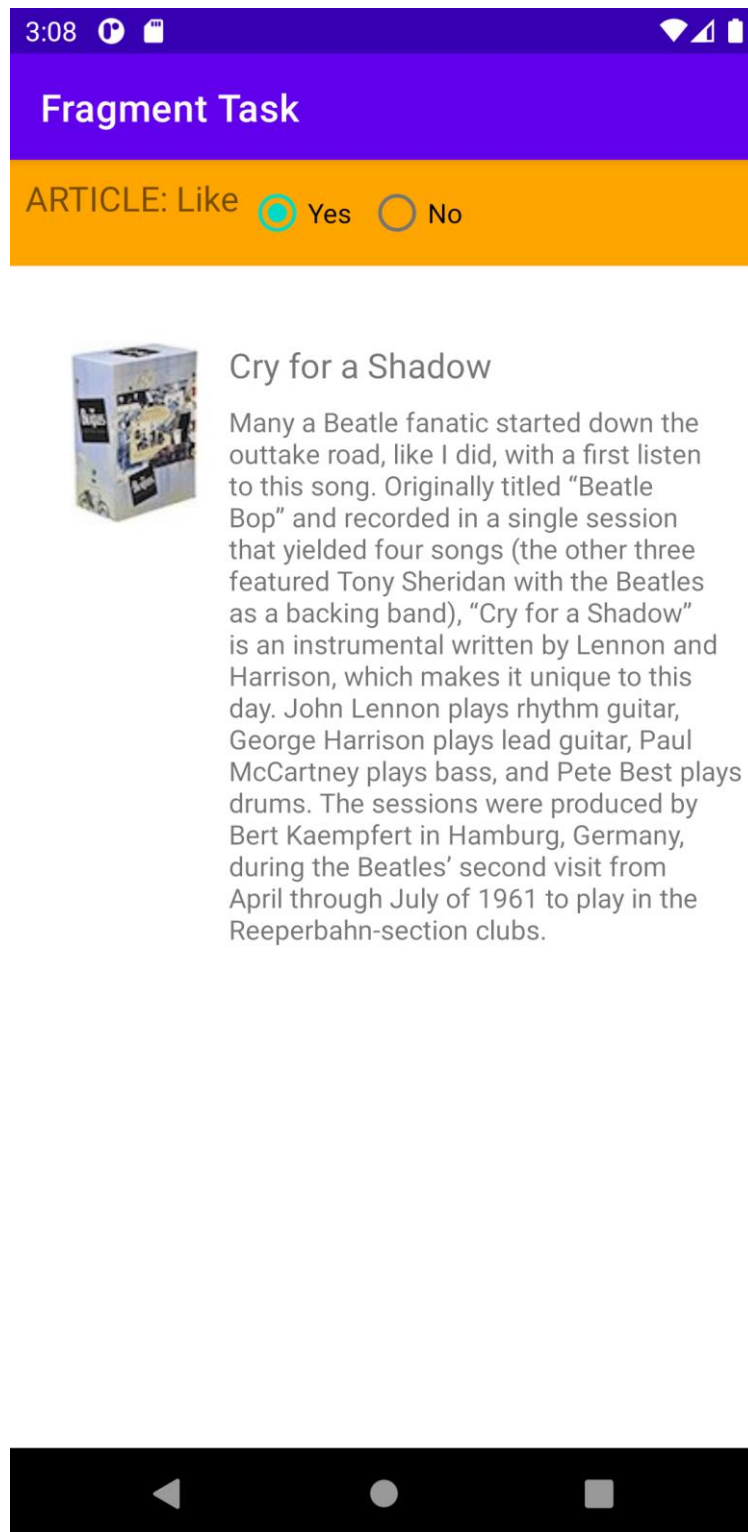 3:08
Fragment Task
ARTICLE: Like Yes No
Cry for a Shadow
Many a Beatle fanatic started down the
outtake road, like I did, with a first listen
to this song. Originally titled “Beatle
Bop” and recorded in a single session
that yielded four songs (the other three
featured Tony Sheridan with the Beatles
as a backing band), “Cry for a Shadow”
is an instrumental written by Lennon and
Harrison, which makes it unique to this
day. John Lennon plays rhythm guitar,
George Harrison plays lead guitar, Paul
McCartney plays bass, and Pete Best plays
drums. The sessions were produced by
Bert Kaempfert in Hamburg, Germany,
during the Beatles’ second visit from
April through July of 1961 to play in the
Reeperbahn-section clubs.